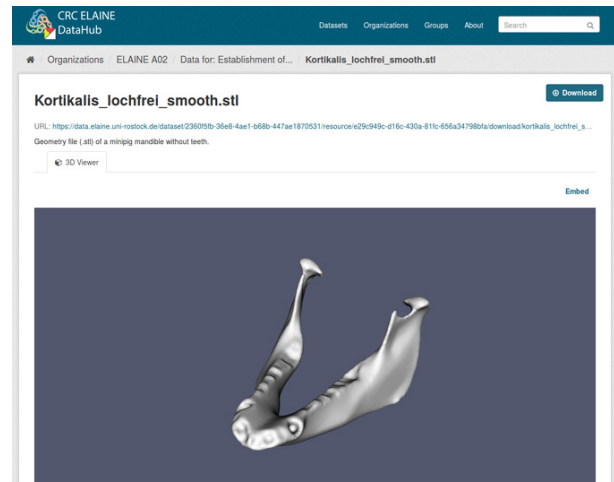 CRC ELAINE
DataHub
Datasets Organizations Groups About Search
Organizations / ELAINE A02 / Data for: Establishment of... / Kortikalis_lochfrei_smooth.stl
Download
Kortikalis_lochfrei_smooth.stl
URL: https://data.elaine.uni-rostock.de/dataset/2360f5fb-36e8-4ae1-b68b-447ae1870531/resource/e29c949c-d16c-430a-81fc-656a34798bfa/download/kortikalis_lochfrei_s...
Geometry file (.stl) of a minipig mandible without teeth.
3D Viewer
Embed